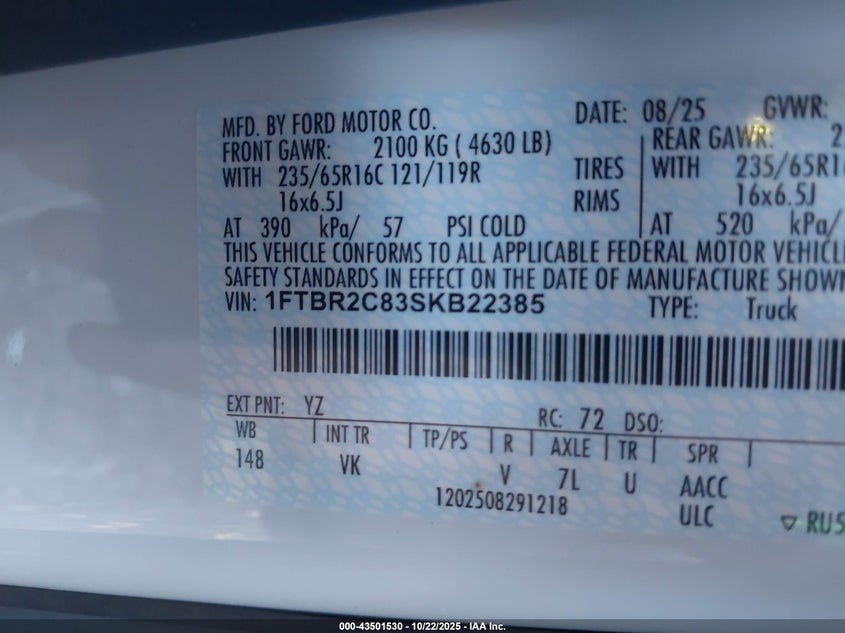 MFD. BY FORD MOTOR CO. DATE: 08/25 GVWR:
FRONT GAWR: 2100 KG ( 4630 LB) REAR GAWR: 2
WITH 235/65R16C 121/119R TIRES WITH 235/65R16
16x6.5J RIMS 16x6.5J
AT 390 kPa/ 57 PSI COLD AT 520 kPa/
THIS VEHICLE CONFORMS TO ALL APPLICABLE FEDERAL MOTOR VEHICLE
SAFETY STANDARDS IN EFFECT ON THE DATE OF MANUFACTURE SHOWN
VIN: 1FTBR2C83SKB22385 TYPE: Truck
EXT PNT: YZ RC: 72 DSO:
WB INT TR TP/PS R AXLE TR SPR
148 VK V 7L U AACC
1202508291218 ULC
▽ RU5
000-43501530 - 10/22/2025 - IAA Inc.